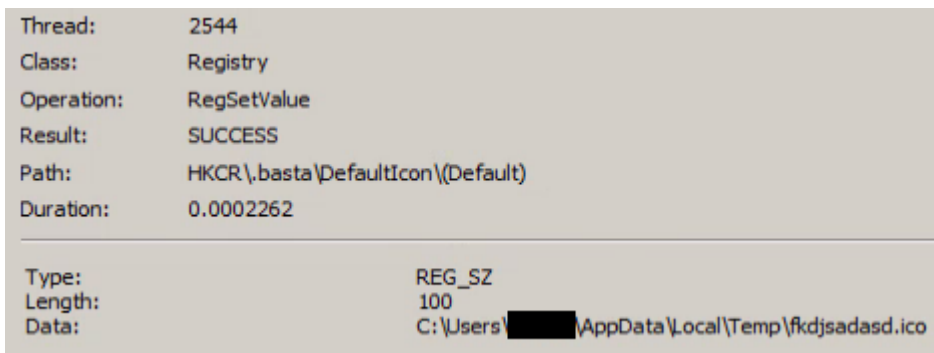 Thread: 2544
Class: Registry
Operation: RegSetValue
Result: SUCCESS
Path: HKCR\.basta\DefaultIcon\(Default)
Duration: 0.0002262
Type: REG_SZ
Length: 100
Data: C:\Users\ \AppData\Local\Temp\fkdjsadasd.ico